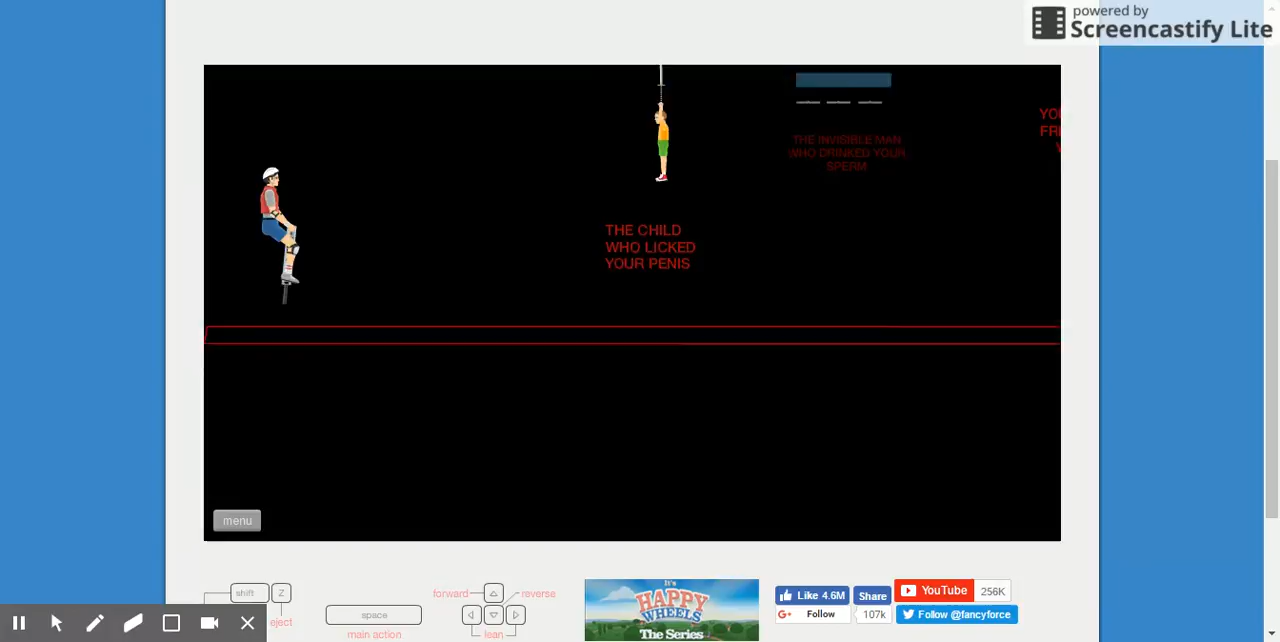 powered by
Screencastify Lite
THE INVISIBLE MAN
WHO DRINKED YOUR
SPERM
YOU
FRI
THE CHILD
WHO LICKED
YOUR PENIS
menu
shift Z
eject
space
main action
forward
reverse
lean
It's
HAPPY
WHEELS
The Series
Like 4.6M
Share
YouTube 256K
G+ Follow 107k
Follow @fancyforce